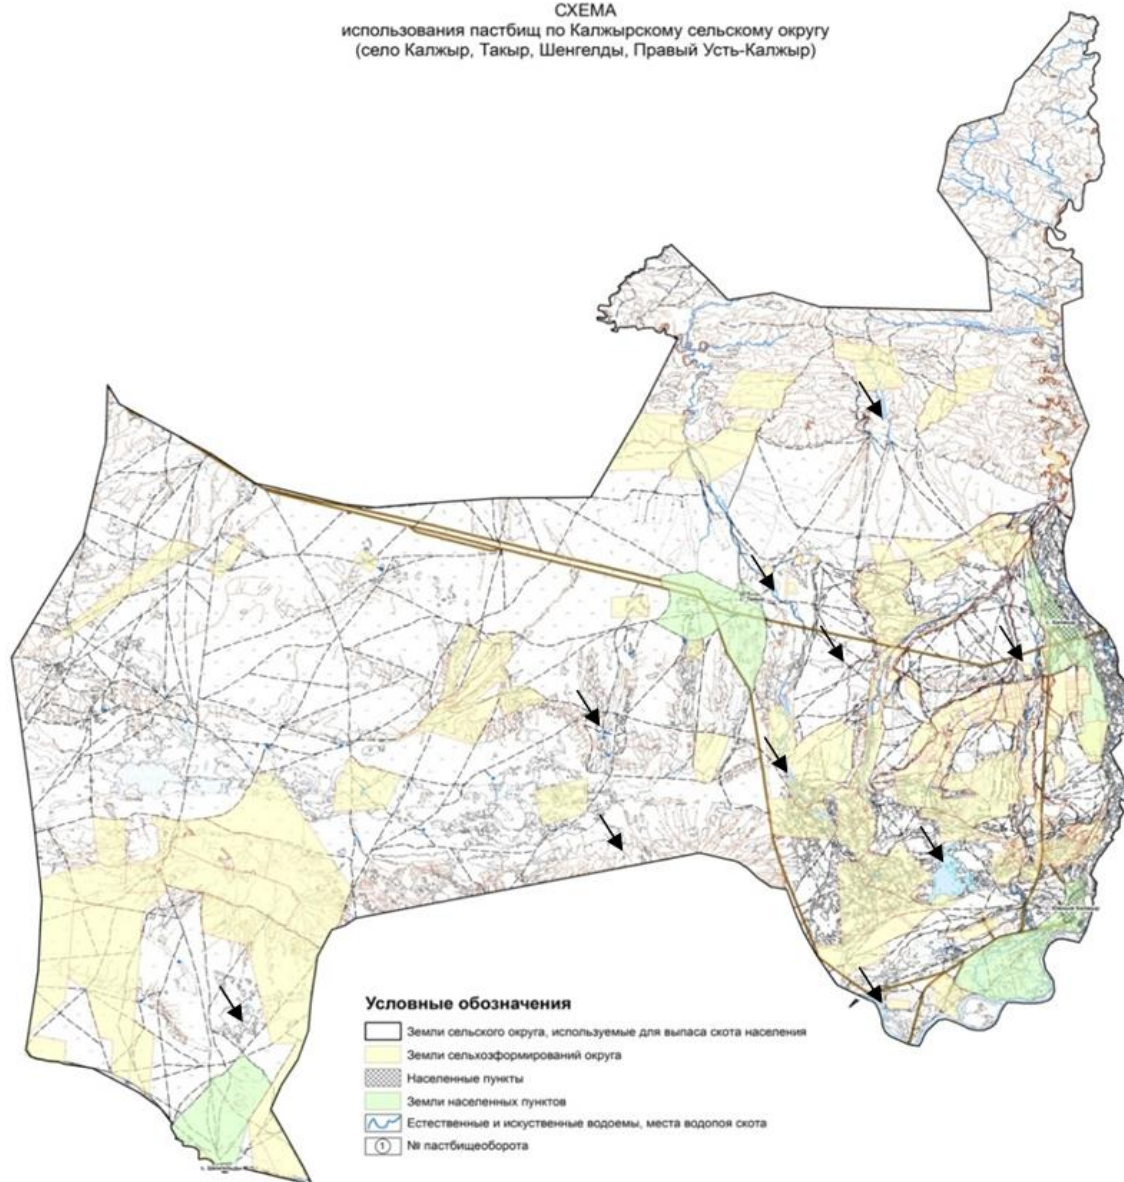 СХЕМА
использования пастбищ по Калжырскому сельскому округу
(село Калжыр, Такыр, Шенгелды, Правый Усть-Калжыр)
Условные обозначения
Земли сельского округа, используемые для выпаса скота населения
Земли сельхозформирований округа
Населенные пункты
Земли населенных пунктов
Естественные и искуственные водоемы, места водопоя скота
1 № пастбищеоборота